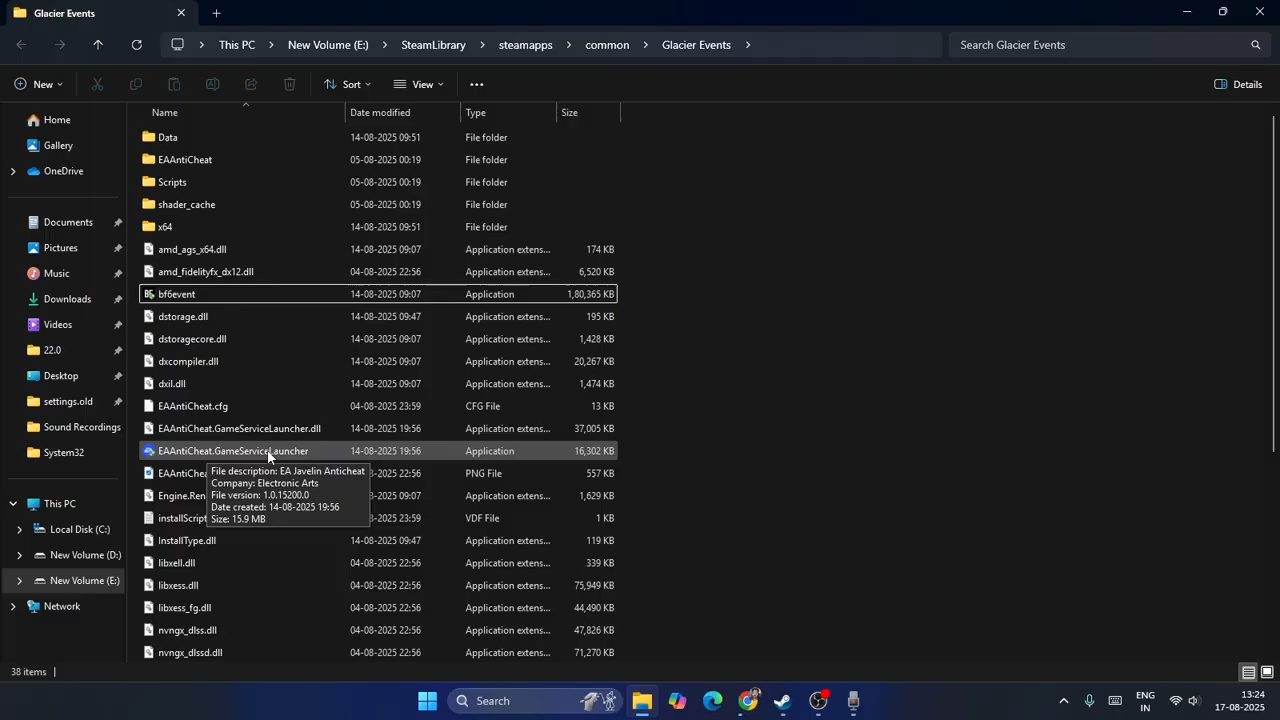 Glacier Events
This PC > New Volume (E:) > SteamLibrary > steamapps > common > Glacier Events >
Search Glacier Events
New
Sort
View
Details
Home
Gallery
OneDrive
Documents
Pictures
Music
Downloads
Videos
22.0
Desktop
settings.old
Sound Recordings
System32
This PC
Local Disk (C:)
New Volume (D:)
New Volume (E:)
Network
Name Date modified Type Size
Data 14-08-2025 09:51 File folder
EAAntiCheat 05-08-2025 00:19 File folder
Scripts 05-08-2025 00:19 File folder
shader_cache 05-08-2025 00:19 File folder
x64 14-08-2025 09:51 File folder
amd_ags_x64.dll 14-08-2025 09:07 Application extens... 174 KB
amd_fidelityfx_dx12.dll 04-08-2025 22:56 Application extens... 6,520 KB
bf6event 14-08-2025 09:07 Application 1,80,365 KB
dstorage.dll 14-08-2025 09:47 Application extens... 195 KB
dstoragecore.dll 14-08-2025 09:07 Application extens... 1,428 KB
dxcompiler.dll 14-08-2025 09:07 Application extens... 20,267 KB
dxil.dll 14-08-2025 09:07 Application extens... 1,474 KB
EAAntiCheat.cfg 04-08-2025 23:59 CFG File 13 KB
EAAntiCheat.GameServiceLauncher.dll 14-08-2025 19:56 Application extens... 37,005 KB
EAAntiCheat.GameServiceLauncher 14-08-2025 19:56 Application 16,302 KB
EAAntiChea 22:56 PNG File 557 KB
Engine.Ren 09:07 Application extens... 1,629 KB
installScript 23:59 VDF File 1 KB
InstallType.dll 14-08-2025 09:47 Application extens... 119 KB
libxell.dll 04-08-2025 22:56 Application extens... 339 KB
libxess.dll 04-08-2025 22:56 Application extens... 75,949 KB
libxess_fg.dll 04-08-2025 22:56 Application extens... 44,490 KB
nvngx_dlss.dll 04-08-2025 22:56 Application extens... 47,826 KB
nvngx_dlssd.dll 04-08-2025 22:56 Application extens... 71,270 KB
File description: EA Javelin Anticheat
Company: Electronic Arts
File version: 1.0.15200.0
Date created: 14-08-2025 19:56
Size: 15.9 MB
38 items
Search
ENG
IN
13:24
17-08-2025